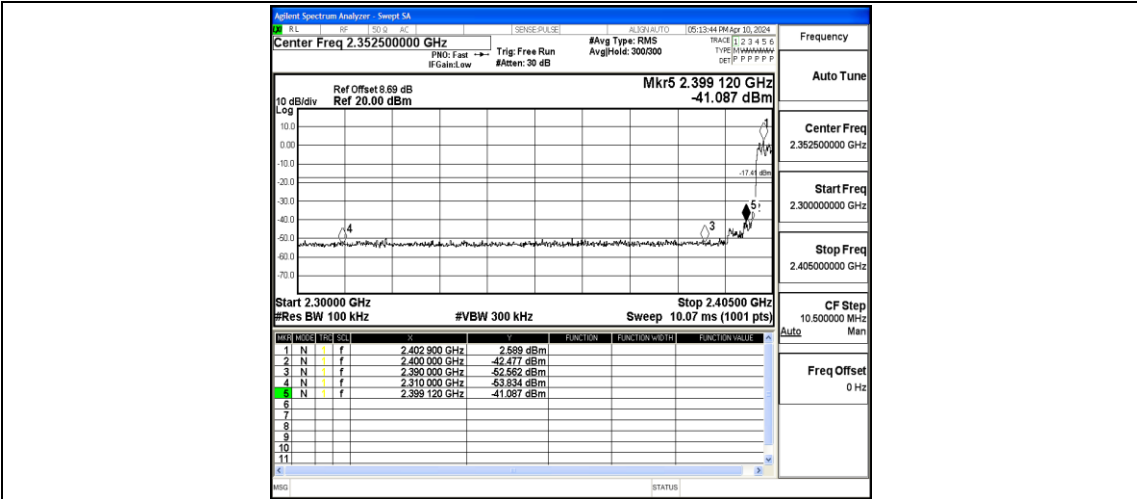 Agilent Spectrum Analyzer - Swept SA
RL RF 50 Ω AC SENSE:PULSE ALIGNAUTO 05:13:44 PM Apr 10, 2024
Center Freq 2.352500000 GHz
PNO: Fast
IFGain:Low
Trig: Free Run
#Atten: 30 dB
#Avg Type: RMS
Avg|Hold: 300/300
TRACE 1 2 3 4 5 6
TYPE M
DET P P P P P P
Frequency
Mkr5 2.399 120 GHz
-41.087 dBm
Ref Offset 8.69 dB
10 dB/div Ref 20.00 dBm
Log
10.0
0.00
-10.0
-20.0
-30.0
-40.0
-50.0
-60.0
-70.0
1
-17.41 dBm
5
3
4
Start 2.30000 GHz Stop 2.40500 GHz
#Res BW 100 kHz #VBW 300 kHz Sweep 10.07 ms (1001 pts)
MKR MODE TRC SCL X Y FUNCTION FUNCTION WIDTH FUNCTION VALUE
1 N 1 f 2.402 900 GHz 2.589 dBm
2 N 1 f 2.400 000 GHz -42.477 dBm
3 N 1 f 2.390 000 GHz -52.562 dBm
4 N 1 f 2.310 000 GHz -53.834 dBm
5 N 1 f 2.399 120 GHz -41.087 dBm
6
7
8
9
10
11
MSG STATUS
Auto Tune
Center Freq
2.352500000 GHz
Start Freq
2.300000000 GHz
Stop Freq
2.405000000 GHz
CF Step
10.500000 MHz
Auto Man
Freq Offset
0 Hz